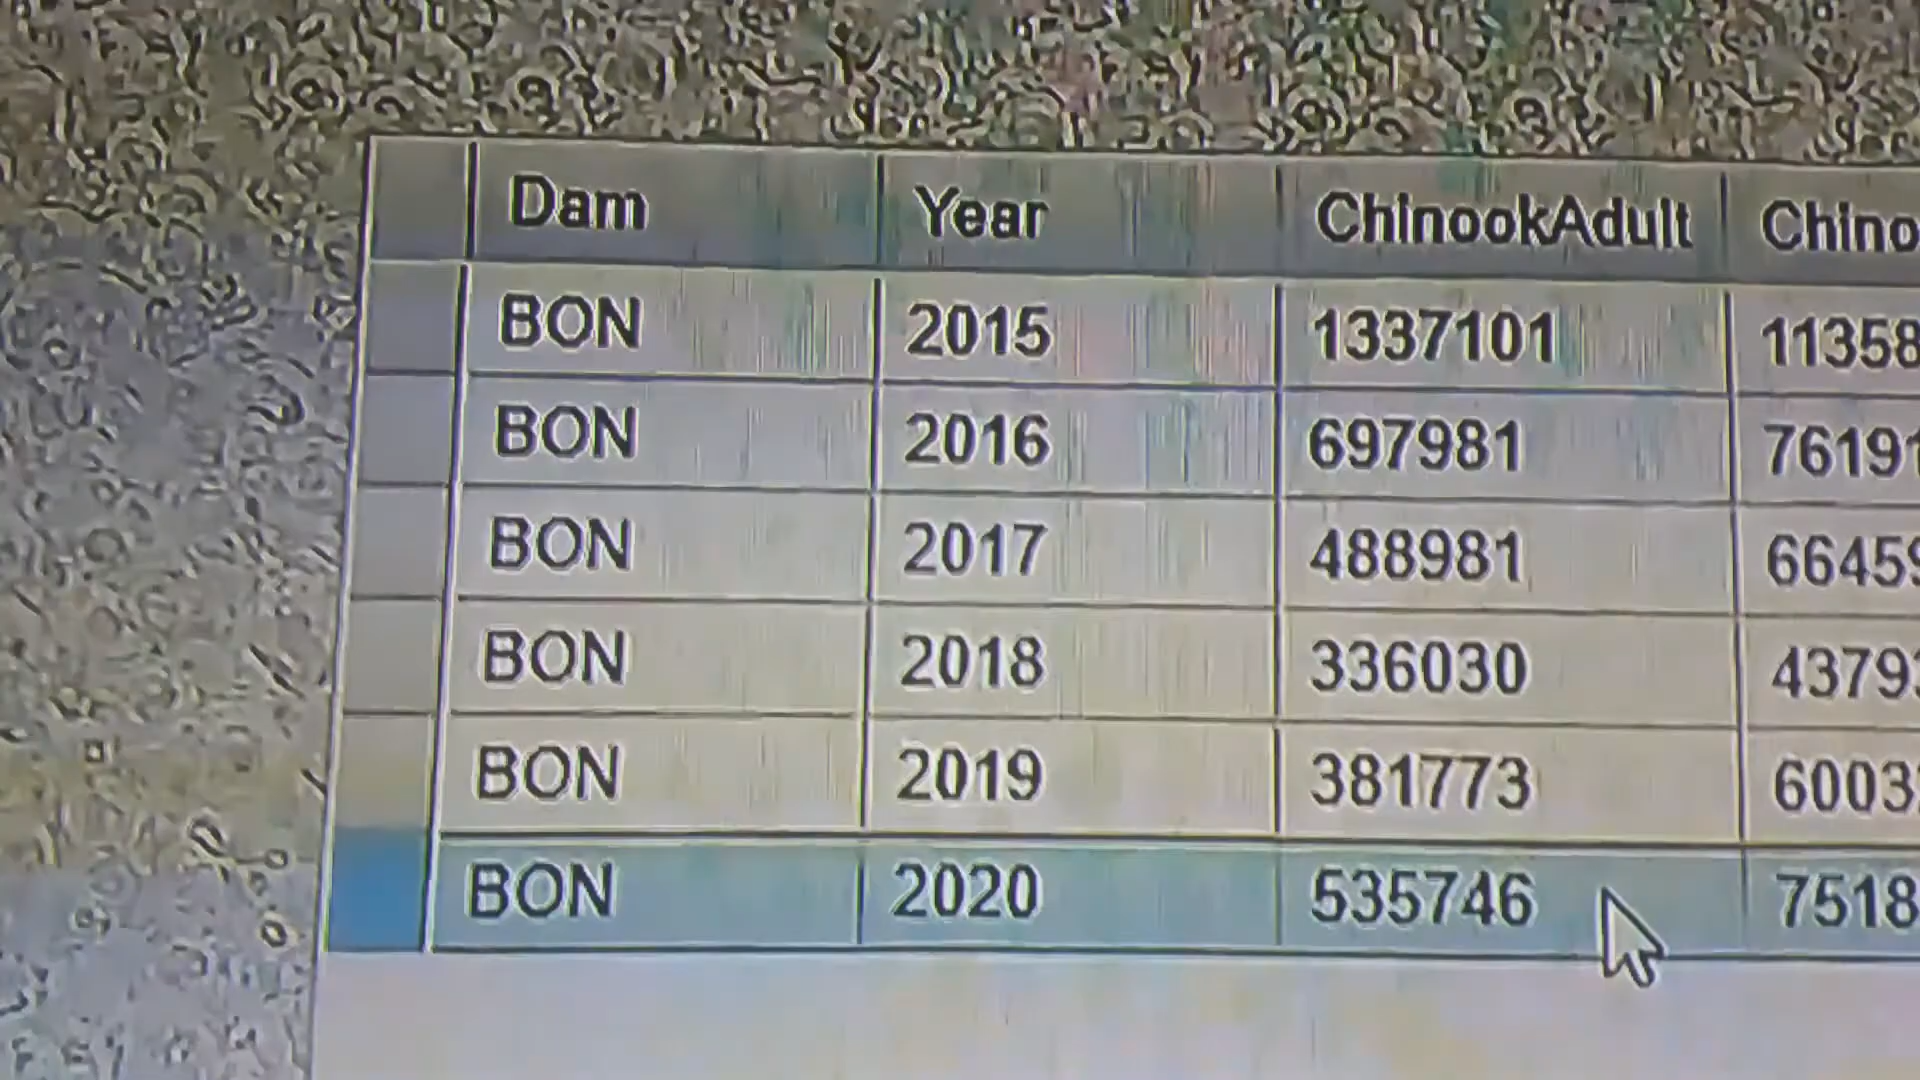 Dam Year ChinookAdult Chino
BON 2015 1337101 11358
BON 2016 697981 76191
BON 2017 488981 66459
BON 2018 336030 4379
BON 2019 381773 6003
BON 2020 535746 7518